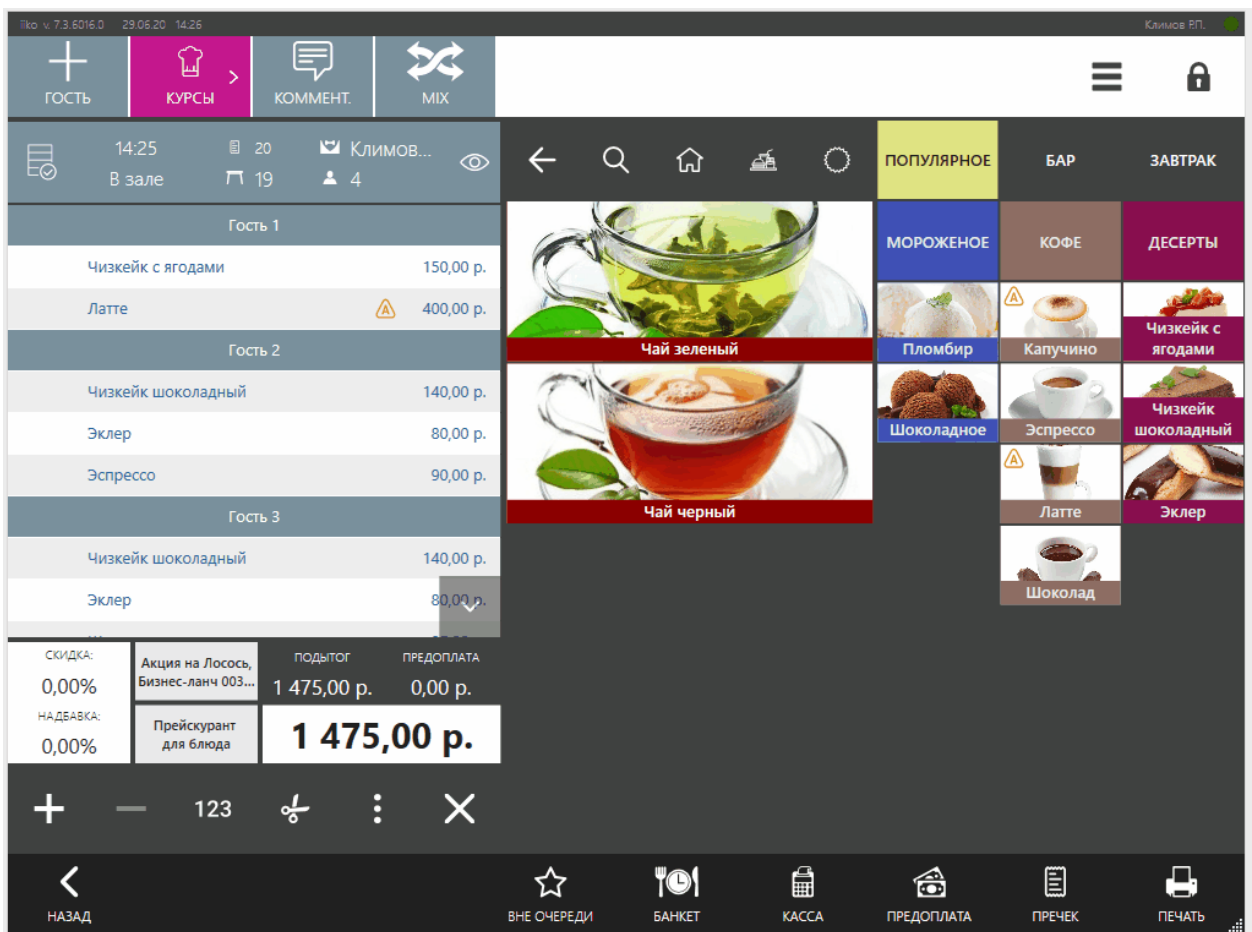 iiko v. 7.3.6016.0 29.06.20 14:26 Климов Р.П.
ГОСТЬ КУРСЫ КОММЕНТ. MIX
14:25 20 Климов...
В зале 19 4
ПОПУЛЯРНОЕ БАР ЗАВТРАК
Гость 1
МОРОЖЕНОЕ КОФЕ ДЕСЕРТЫ
Чизкейк с ягодами 150,00 р.
Латте 400,00 р.
Гость 2
Чизкейк шоколадный 140,00 р.
Эклер 80,00 р.
Эспрессо 90,00 р.
Гость 3
Чизкейк шоколадный 140,00 р.
Эклер 80,00 р.
Чай зеленый
Чай черный
Пломбир
Шоколадное
Капучино
Эспрессо
Латте
Шоколад
Чизкейк с
ягодами
Чизкейк
шоколадный
Эклер
СКИДКА:
0,00%
НАДБАВКА:
0,00%
Акция на Лосось,
Бизнес-ланч 003...
Прейскурант
для блюда
ПОДЫТОГ ПРЕДОПЛАТА
1 475,00 р. 0,00 р.
1 475,00 р.
123
НАЗАД ВНЕ ОЧЕРЕДИ БАНКЕТ КАССА ПРЕДОПЛАТА ПРЕЧЕК ПЕЧАТЬ